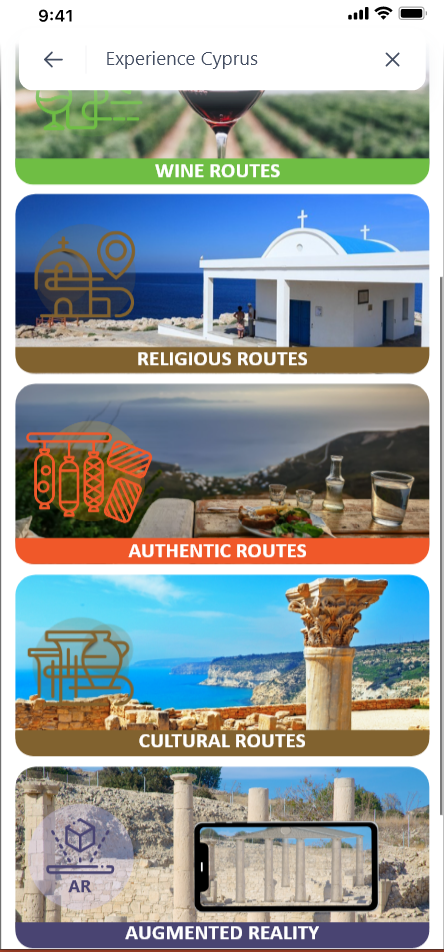 9:41
Experience Cyprus
WINE ROUTES
RELIGIOUS ROUTES
AUTHENTIC ROUTES
CULTURAL ROUTES
AR
AUGMENTED REALITY